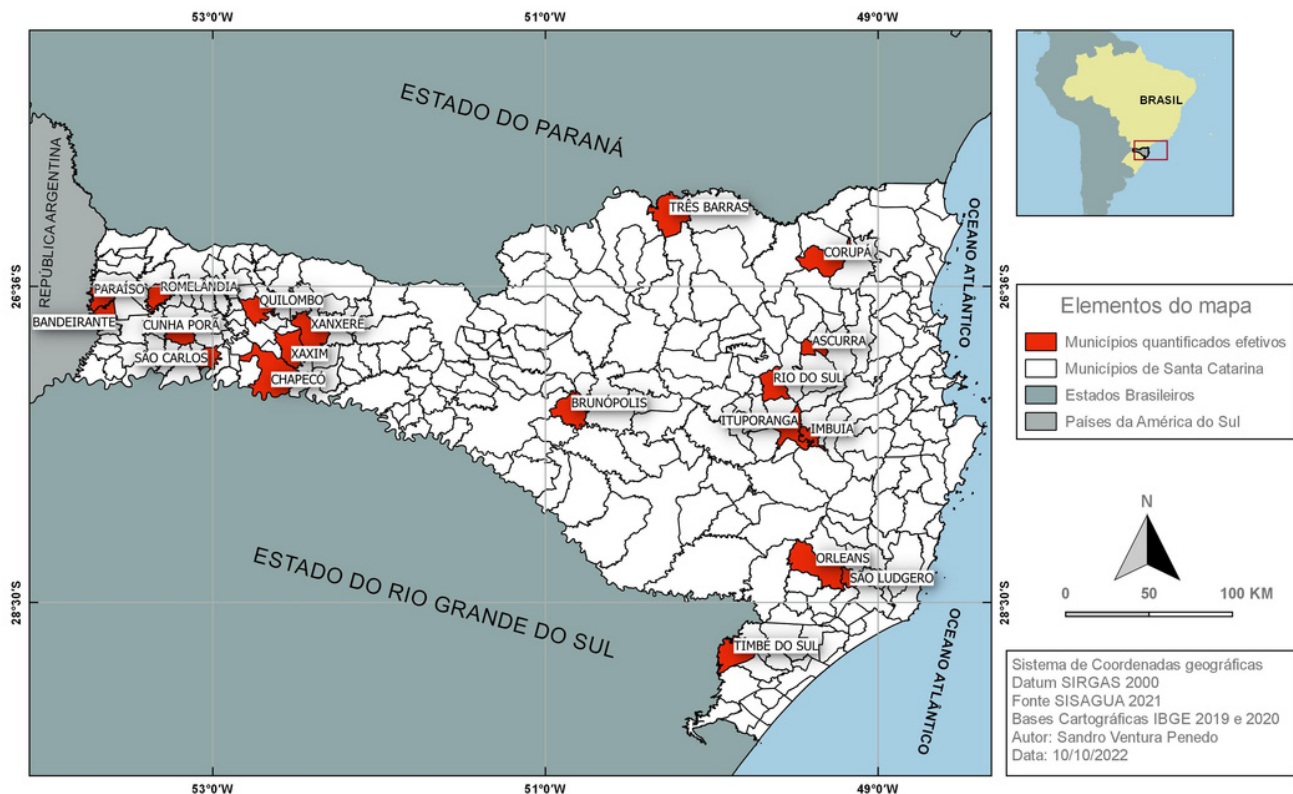 53°0'W
51°0'W
49°0'W
ESTADO DO PARANÁ
REPÚBLICA ARGENTINA
OCEANO ATLÂNTICO
TRÊS BARRAS
CORUPÁ
26°36'S
26°36'S
PARAÍSO
ROMELANDIA
QUILOMBO
BANDEIRANTE
CUNHA PORÃ
XANXERÊ
SÃO CARLOS
XAXIM
CHAPECÓ
ASCURRA
RIO DO SUL
BRUNÓPOLIS
ITUPORANGA
IMBUIA
ORLEANS
SÃO LUDGERO
28°30'S
28°30'S
ESTADO DO RIO GRANDE DO SUL
TIMBÉ DO SUL
OCEANO ATLÂNTICO
53°0'W
51°0'W
49°0'W
BRASIL
Elementos do mapa
Municípios quantificados efetivos
Municípios de Santa Catarina
Estados Brasileiros
Países da América do Sul
N
0 50 100 KM
Sistema de Coordenadas geográficas
Datum SIRGAS 2000
Fonte SISAGUA 2021
Bases Cartográficas IBGE 2019 e 2020
Autor: Sandro Ventura Penedo
Data: 10/10/2022